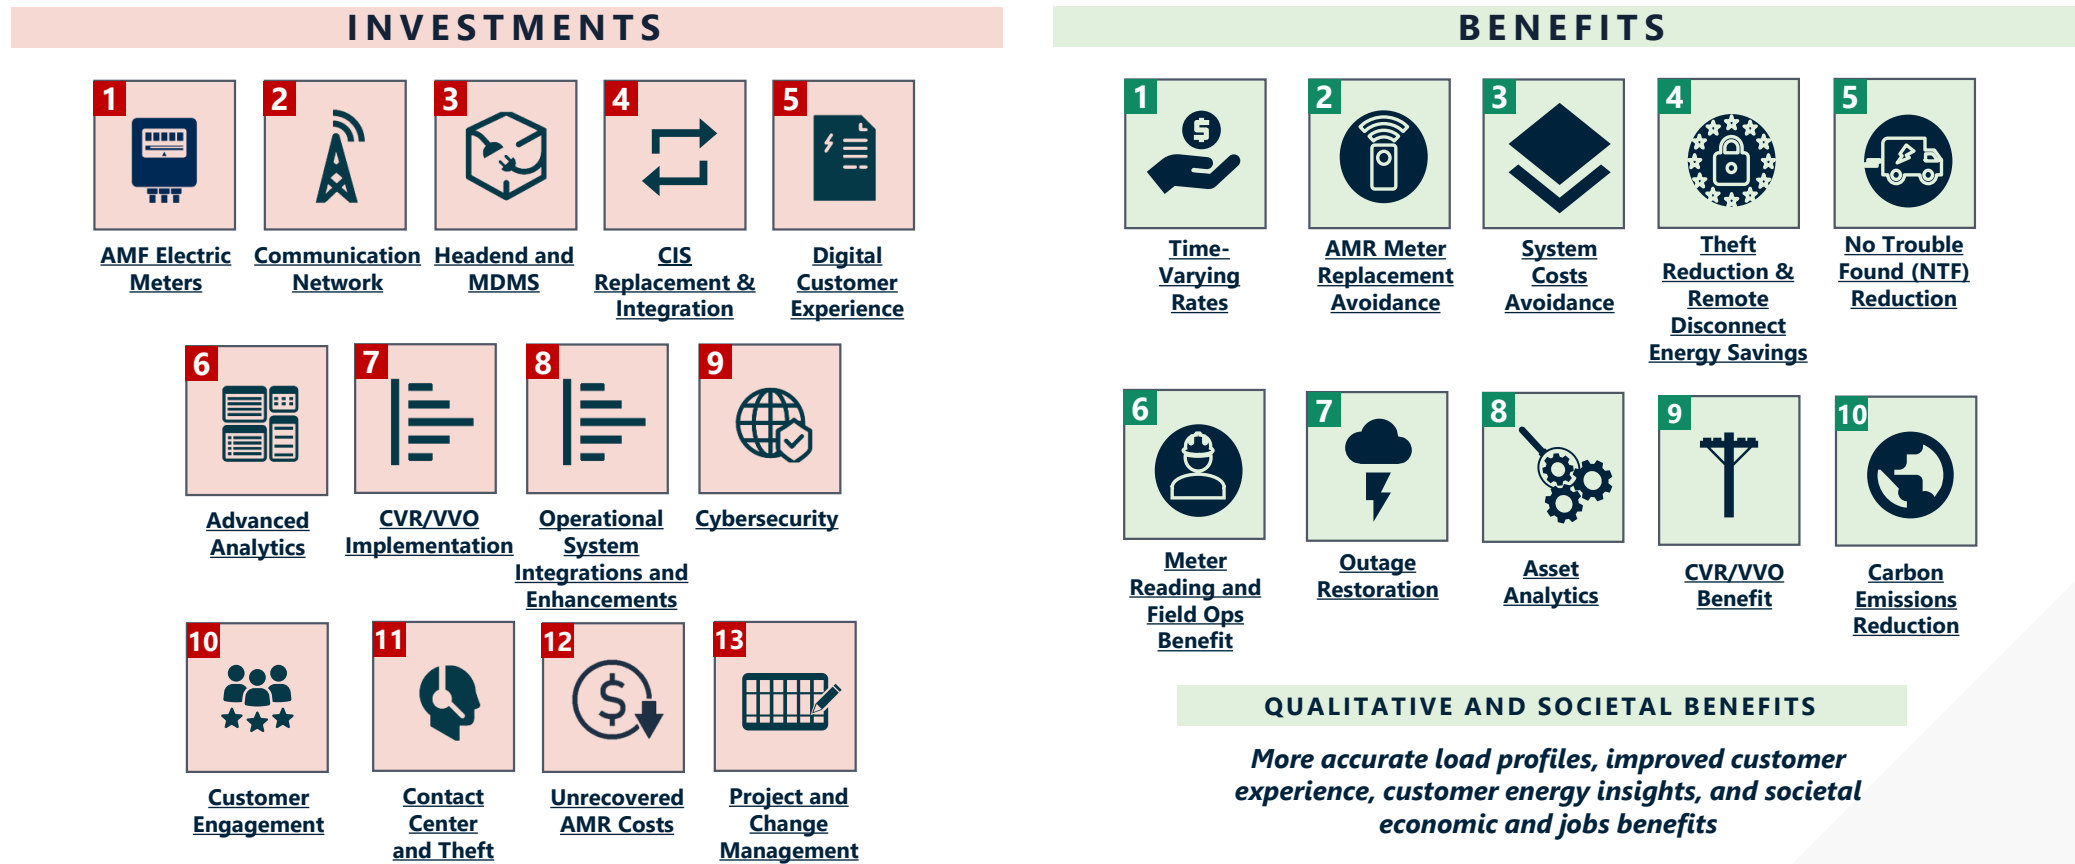 INVESTMENTS
1
AMF Electric
Meters
2
Communication
Network
3
Headend and
MDMS
4
CIS
Replacement &
Integration
5
Digital
Customer
Experience
6
Advanced
Analytics
7
CVR/VVO
Implementation
8
Operational
System
Integrations and
Enhancements
9
Cybersecurity
10
Customer
Engagement
11
Contact
Center
and Theft
12
$
Unrecovered
AMR Costs
13
Project and
Change
Management
BENEFITS
1
$
Time-
Varying
Rates
2
AMR Meter
Replacement
Avoidance
3
System
Costs
Avoidance
4
Theft
Reduction &
Remote
Disconnect
Energy Savings
5
No Trouble
Found (NTF)
Reduction
6
Meter
Reading and
Field Ops
Benefit
7
Outage
Restoration
8
Asset
Analytics
9
CVR/VVO
Benefit
10
Carbon
Emissions
Reduction
QUALITATIVE AND SOCIETAL BENEFITS
More accurate load profiles, improved customer
experience, customer energy insights, and societal
economic and jobs benefits